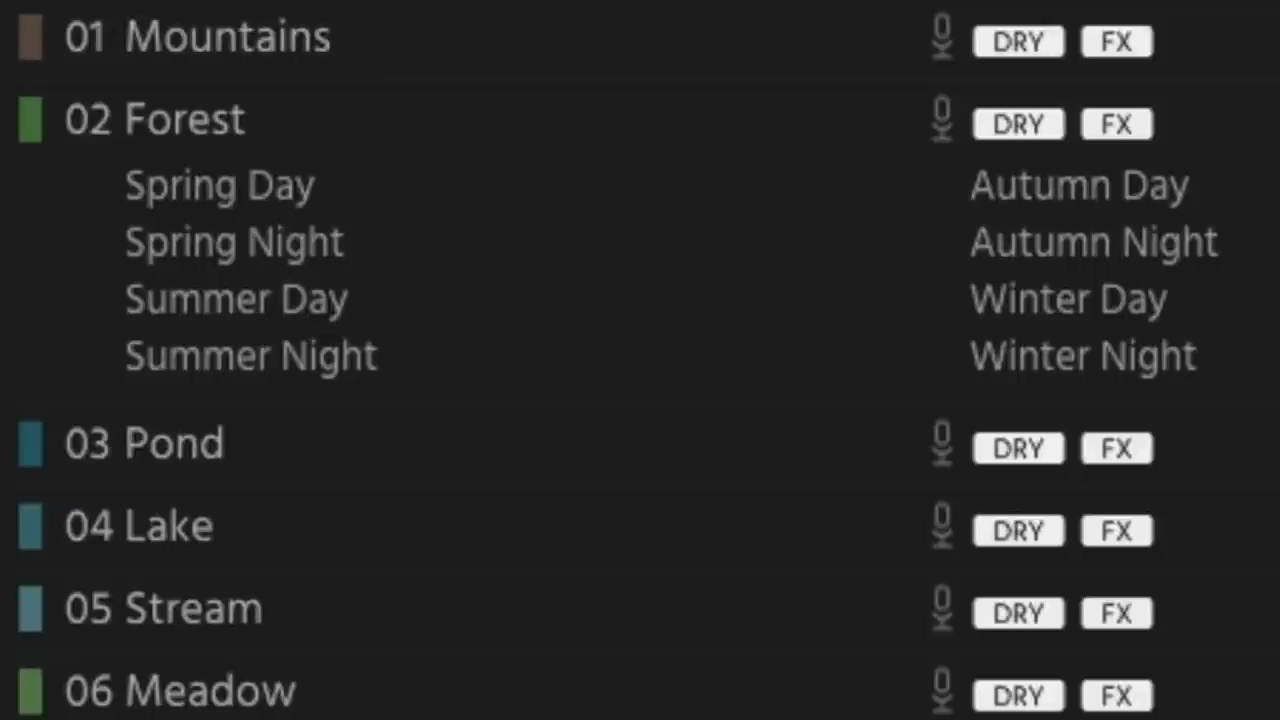 01 Mountains DRY FX
02 Forest DRY FX
Spring Day Autumn Day
Spring Night Autumn Night
Summer Day Winter Day
Summer Night Winter Night
03 Pond DRY FX
04 Lake DRY FX
05 Stream DRY FX
06 Meadow DRY FX